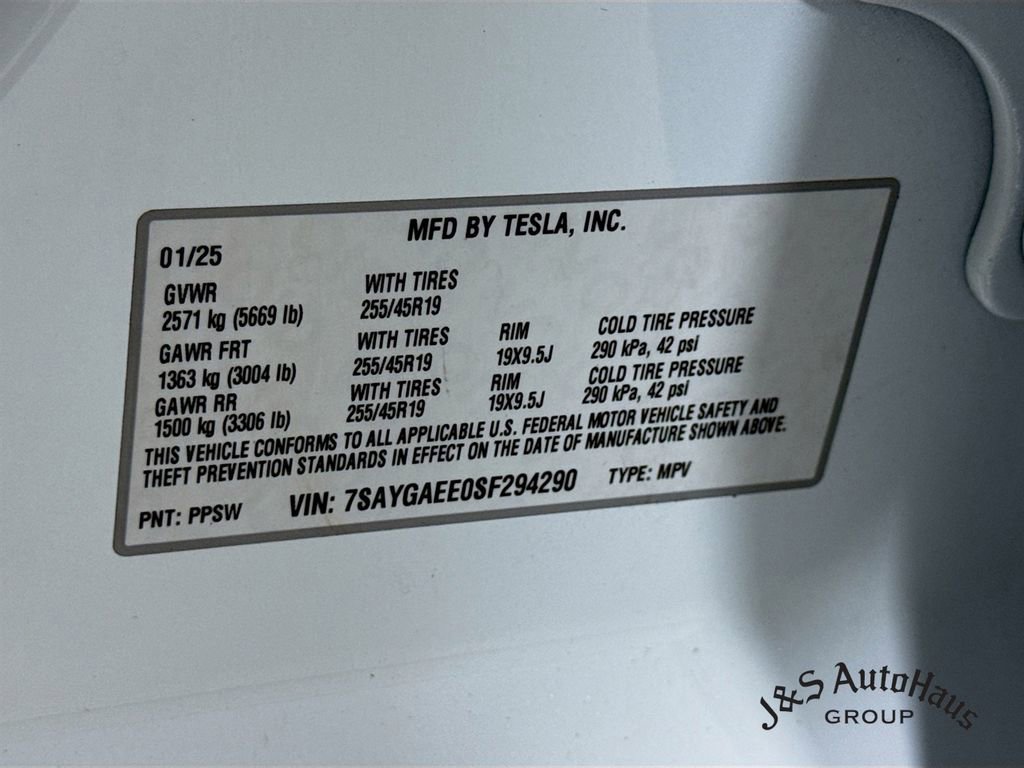 MFD BY TESLA, INC.
01/25
GVWR WITH TIRES
2571 kg (5669 lb) 255/45R19
GAWR FRT WITH TIRES RIM COLD TIRE PRESSURE
1363 kg (3004 lb) 255/45R19 19X9.5J 290 kPa, 42 psi
GAWR RR WITH TIRES RIM COLD TIRE PRESSURE
1500 kg (3306 lb) 255/45R19 19X9.5J 290 kPa, 42 psi
THIS VEHICLE CONFORMS TO ALL APPLICABLE U.S. FEDERAL MOTOR VEHICLE SAFETY AND
THEFT PREVENTION STANDARDS IN EFFECT ON THE DATE OF MANUFACTURE SHOWN ABOVE.
PNT: PPSW VIN: 7SAYGAEE0SF294290 TYPE: MPV
J&S AutoHaus
GROUP